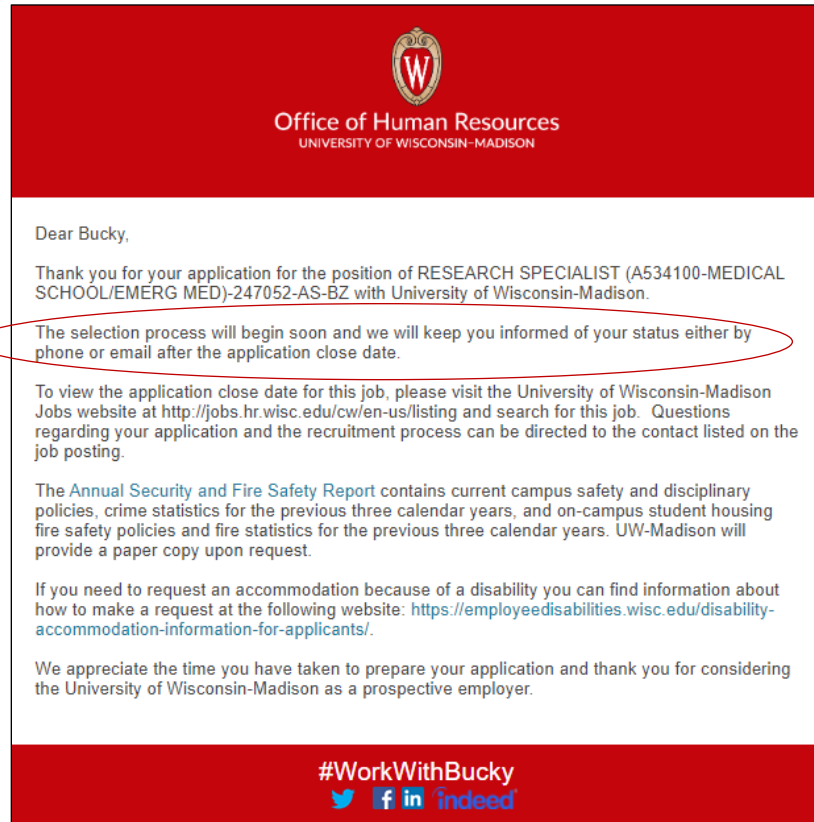 W
Office of Human Resources
UNIVERSITY OF WISCONSIN–MADISON
Dear Bucky,
Thank you for your application for the position of RESEARCH SPECIALIST (A534100-MEDICAL
SCHOOL/EMERG MED)-247052-AS-BZ with University of Wisconsin-Madison.
The selection process will begin soon and we will keep you informed of your status either by
phone or email after the application close date.
To view the application close date for this job, please visit the University of Wisconsin-Madison
Jobs website at http://jobs.hr.wisc.edu/cw/en-us/listing and search for this job.  Questions
regarding your application and the recruitment process can be directed to the contact listed on the
job posting.
The Annual Security and Fire Safety Report contains current campus safety and disciplinary
policies, crime statistics for the previous three calendar years, and on-campus student housing
fire safety policies and fire statistics for the previous three calendar years. UW-Madison will
provide a paper copy upon request.
If you need to request an accommodation because of a disability you can find information about
how to make a request at the following website: https://employeedisabilities.wisc.edu/disability-
accommodation-information-for-applicants/.
We appreciate the time you have taken to prepare your application and thank you for considering
the University of Wisconsin-Madison as a prospective employer.
#WorkWithBucky
f in indeed